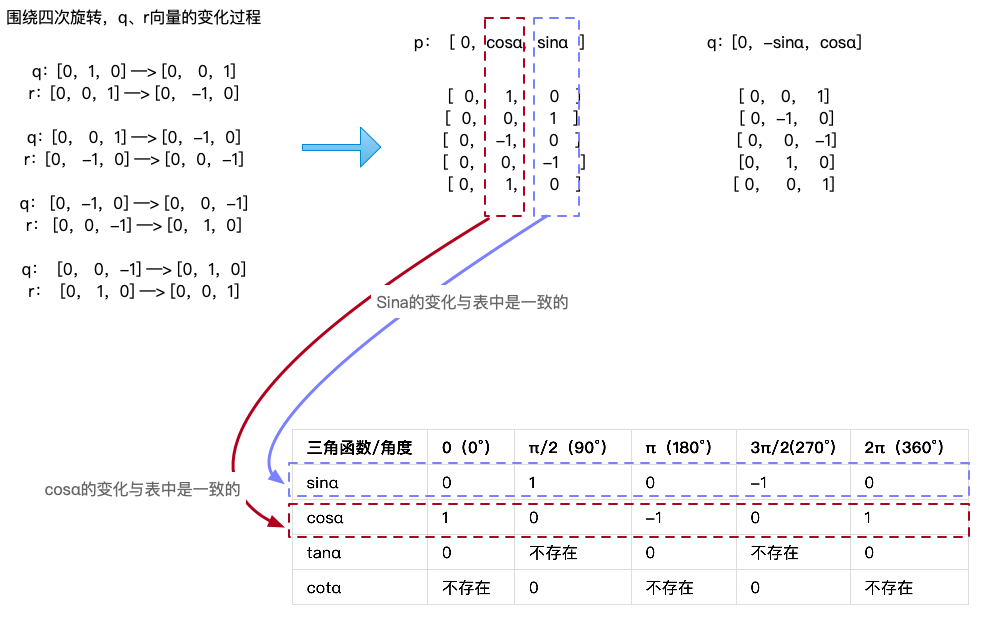 围绕四次旋转，q、r向量的变化过程
q：[0，1，0]—>[0， 0，1]
r：[0，0，1]—>[0， -1，0]
q：[0， 0，1]—>[0，-1，0]
r：[0， -1，0]—>[0，0，-1]
q： [0，-1，0]—>[0， 0，-1]
r： [0，0，-1]—>[0，1，0]
q： [0， 0，-1]—>[0，1，0]
r： [0， 1，0]—>[0，0，1]
p： [ 0，cosα，sinα ]
[ 0， 1， 0 ]
[ 0， 0， 1 ]
[ 0， -1， 0 ]
[ 0， 0， -1 ]
[ 0， 1， 0 ]
q：[0，-sinα，cosα]
[ 0， 0， 1]
[ 0，-1， 0]
[ 0， 0， -1]
[0， 1， 0]
[ 0， 0， 1]
Sina的变化与表中是一致的
cosα的变化与表中是一致的
三角函数/角度 0（0°） π/2（90°） π（180°） 3π/2(270°） 2π（360°）
sinα 0 1 0 -1 0
cosα 1 0 -1 0 1
tanα 0 不存在 0 不存在 0
cotα 不存在 0 不存在 0 不存在